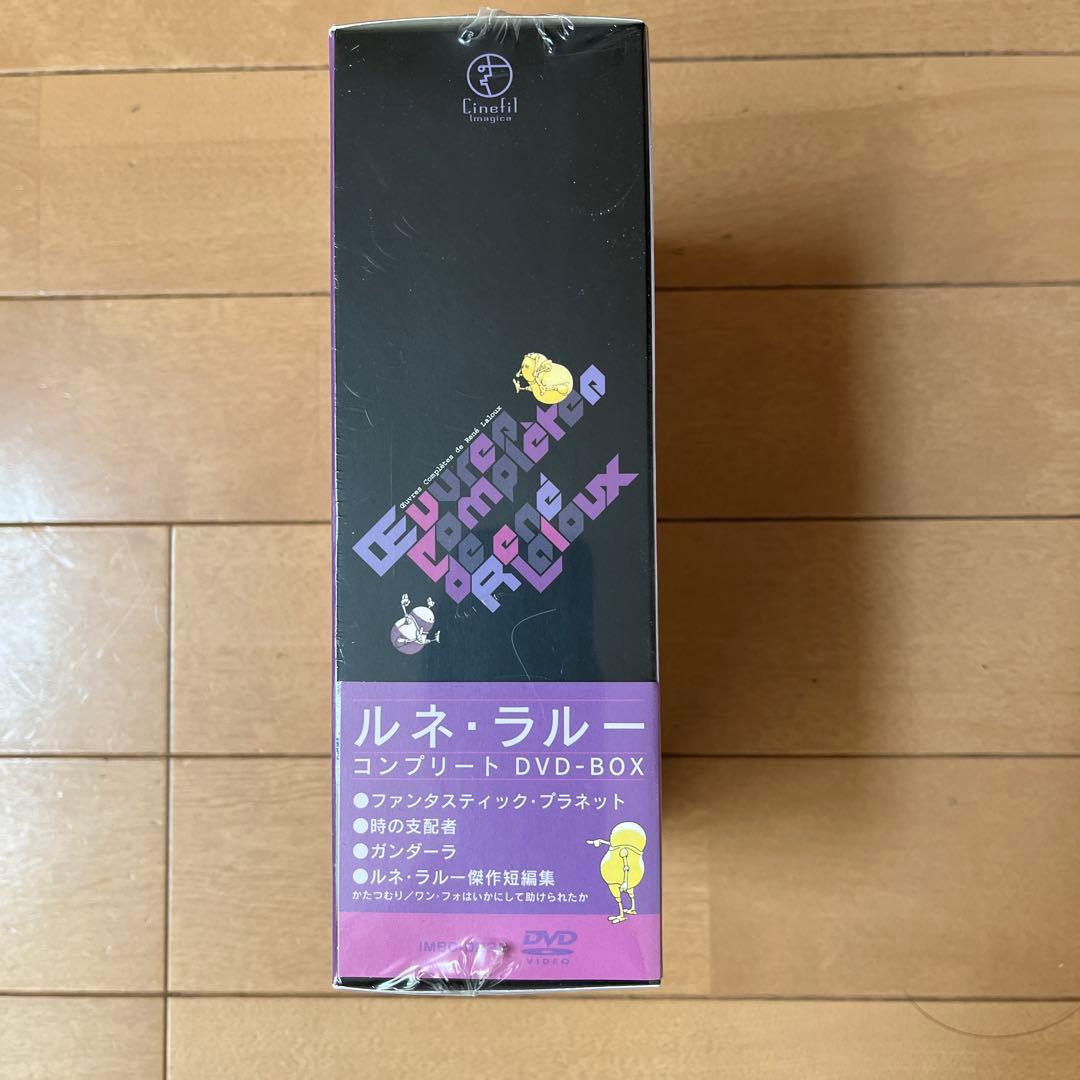 Cinefil
Imagica
Œuvres Complètes de René Laloux
Œuvres
Complètes
de René
Laloux
ルネ・ラルー
コンプリート DVD-BOX
●ファンタスティック・プラネット
●時の支配者
●ガンダーラ
●ルネ・ラルー傑作短編集
かたつむり／ワン・フォはいかにして助けられたか
DVD
VIDEO